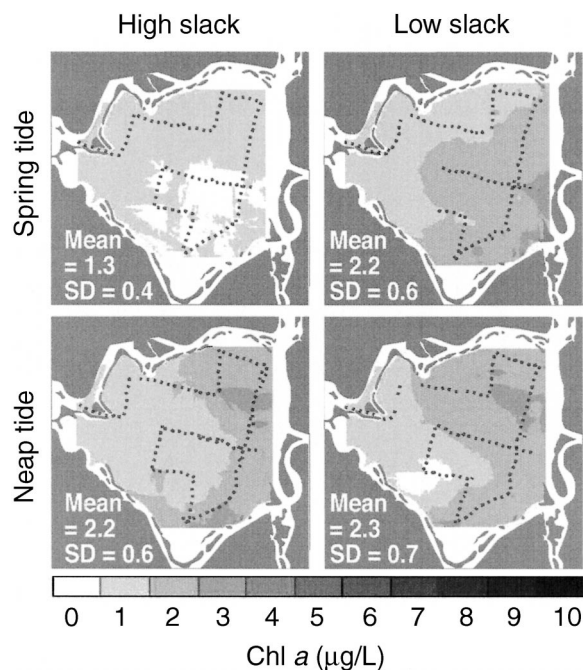 High slack
Low slack
Spring tide
Mean
= 1.3
SD = 0.4
Mean
= 2.2
SD = 0.6
Neap tide
Mean
= 2.2
SD = 0.6
Mean
= 2.3
SD = 0.7
0 1 2 3 4 5 6 7 8 9 10
Chl a (µg/L)